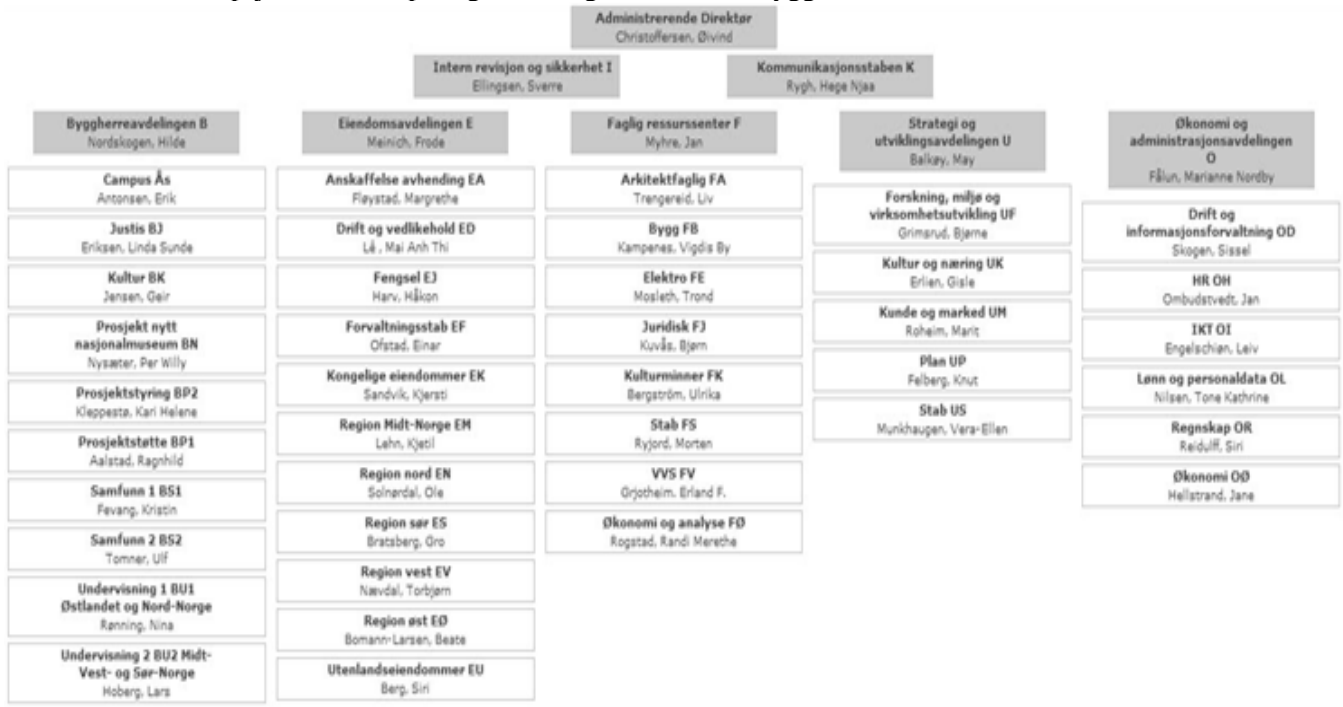 Administrerende Direktør
Christoffersen, Øivind
Intern revisjon og sikkerhet I
Ellingsen, Sverre
Kommunikasjonsstaben K
Rygh, Hege Njaa
Byggherreavdelingen B
Nordskogen, Hilde
Campus Ås
Antonsen, Erik
Justis BJ
Eriksen, Linda Sunde
Kultur BK
Jensen, Geir
Prosjekt nytt
nasjonalmuseum BN
Nysæter, Per Willy
Prosjektstyring BP2
Kleppestø, Kari Helene
Prosjektstøtte BP1
Aalstad, Ragnhild
Samfunn 1 BS1
Fevang, Kristin
Samfunn 2 BS2
Tomner, Ulf
Undervisning 1 BU1
Østlandet og Nord-Norge
Rønning, Nina
Undervisning 2 BU2 Midt-
Vest- og Sør-Norge
Hoberg, Lars
Eiendomsavdelingen E
Meinich, Frode
Anskaffelse avhending EA
Fløystad, Margrethe
Drift og vedlikehold ED
Lê , Mai Anh Thi
Fengsel EJ
Harv, Håkon
Forvaltningsstab EF
Ofstad, Einar
Kongelige eiendommer EK
Sandvik, Kjersti
Region Midt-Norge EM
Lehn, Kjetil
Region nord EN
Solnørdal, Ole
Region sør ES
Bratsberg, Gro
Region vest EV
Nævdal, Torbjørn
Region øst EØ
Bomann-Larsen, Beate
Utenlandseiendommer EU
Berg, Siri
Faglig ressurssenter F
Myhre, Jan
Arkitektfaglig FA
Trengereid, Liv
Bygg FB
Kampenes, Vigdis By
Elektro FE
Mosleth, Trond
Juridisk FJ
Kuvås, Bjørn
Kulturminner FK
Bergström, Ulrika
Stab FS
Ryjord, Morten
VVS FV
Grjotheim, Erland F.
Økonomi og analyse FØ
Rogstad, Randi Merethe
Strategi og
utviklingsavdelingen U
Balkøy, May
Forskning, miljø og
virksomhetsutvikling UF
Grimsrud, Bjørne
Kultur og næring UK
Erlien, Gisle
Kunde og marked UM
Roheim, Marit
Plan UP
Felberg, Knut
Stab US
Munkhaugen, Vera-Ellen
Økonomi og
administrasjonsavdelingen
O
Fålun, Marianne Nordby
Drift og
informasjonsforvaltning OD
Skogen, Sissel
HR OH
Ombudstvedt, Jan
IKT OI
Engelschiøn, Leiv
Lønn og personaldata OL
Nilsen, Tone Kathrine
Regnskap OR
Reidulff, Siri
Økonomi OØ
Hellstrand, Jane